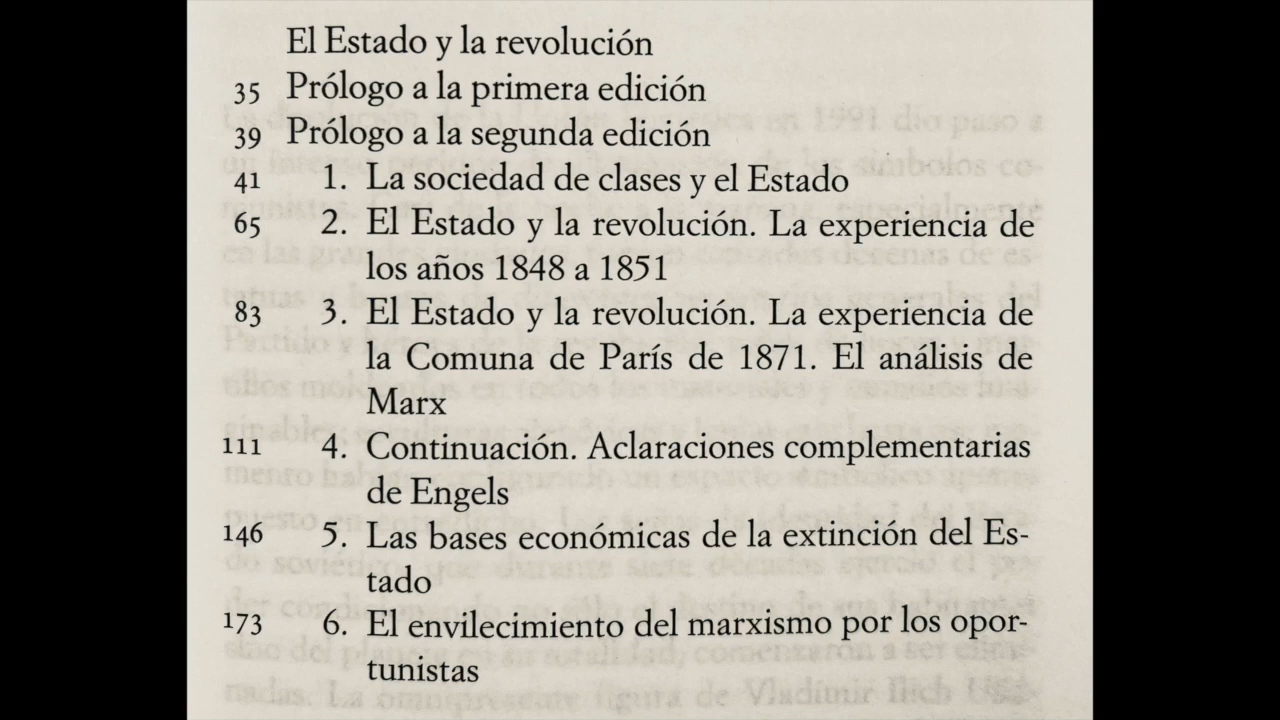 El Estado y la revolución
35 Prólogo a la primera edición
39 Prólogo a la segunda edición
41 1. La sociedad de clases y el Estado
65 2. El Estado y la revolución. La experiencia de
los años 1848 a 1851
83 3. El Estado y la revolución. La experiencia de
la Comuna de París de 1871. El análisis de
Marx
111 4. Continuación. Aclaraciones complementarias
de Engels
146 5. Las bases económicas de la extinción del Es-
tado
173 6. El envilecimiento del marxismo por los opor-
tunistas